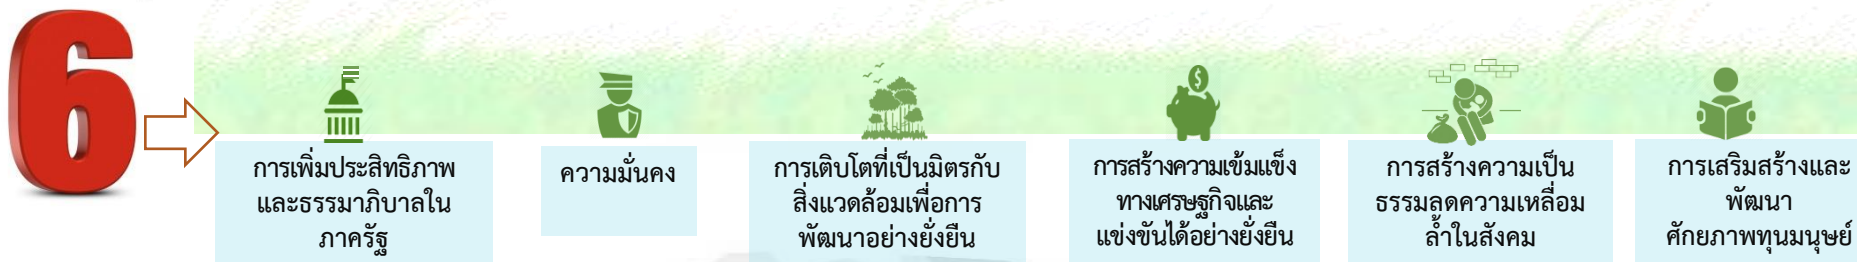 6
การเพิ่มประสิทธิภาพ
และธรรมาภิบาลใน
ภาครัฐ
ความมั่นคง
การเติบโตที่เป็นมิตรกับ
สิ่งแวดล้อมเพื่อการ
พัฒนาอย่างยั่งยืน
การสร้างความเข้มแข็ง
ทางเศรษฐกิจและ
แข่งขันได้อย่างยั่งยืน
การสร้างความเป็น
ธรรมลดความเหลื่อม
ล้ำในสังคม
การเสริมสร้างและ
พัฒนา
ศักยภาพทุนมนุษย์